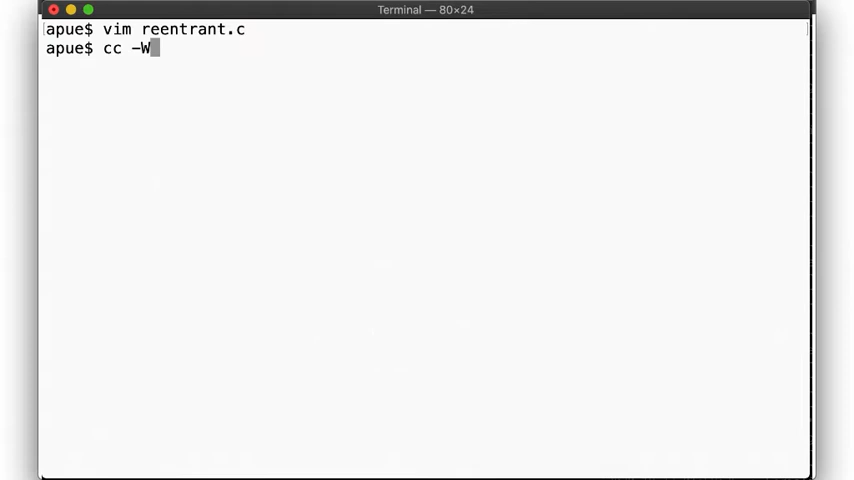 Terminal — 80×24
apue$ vim reentrant.c
apue$ cc -W